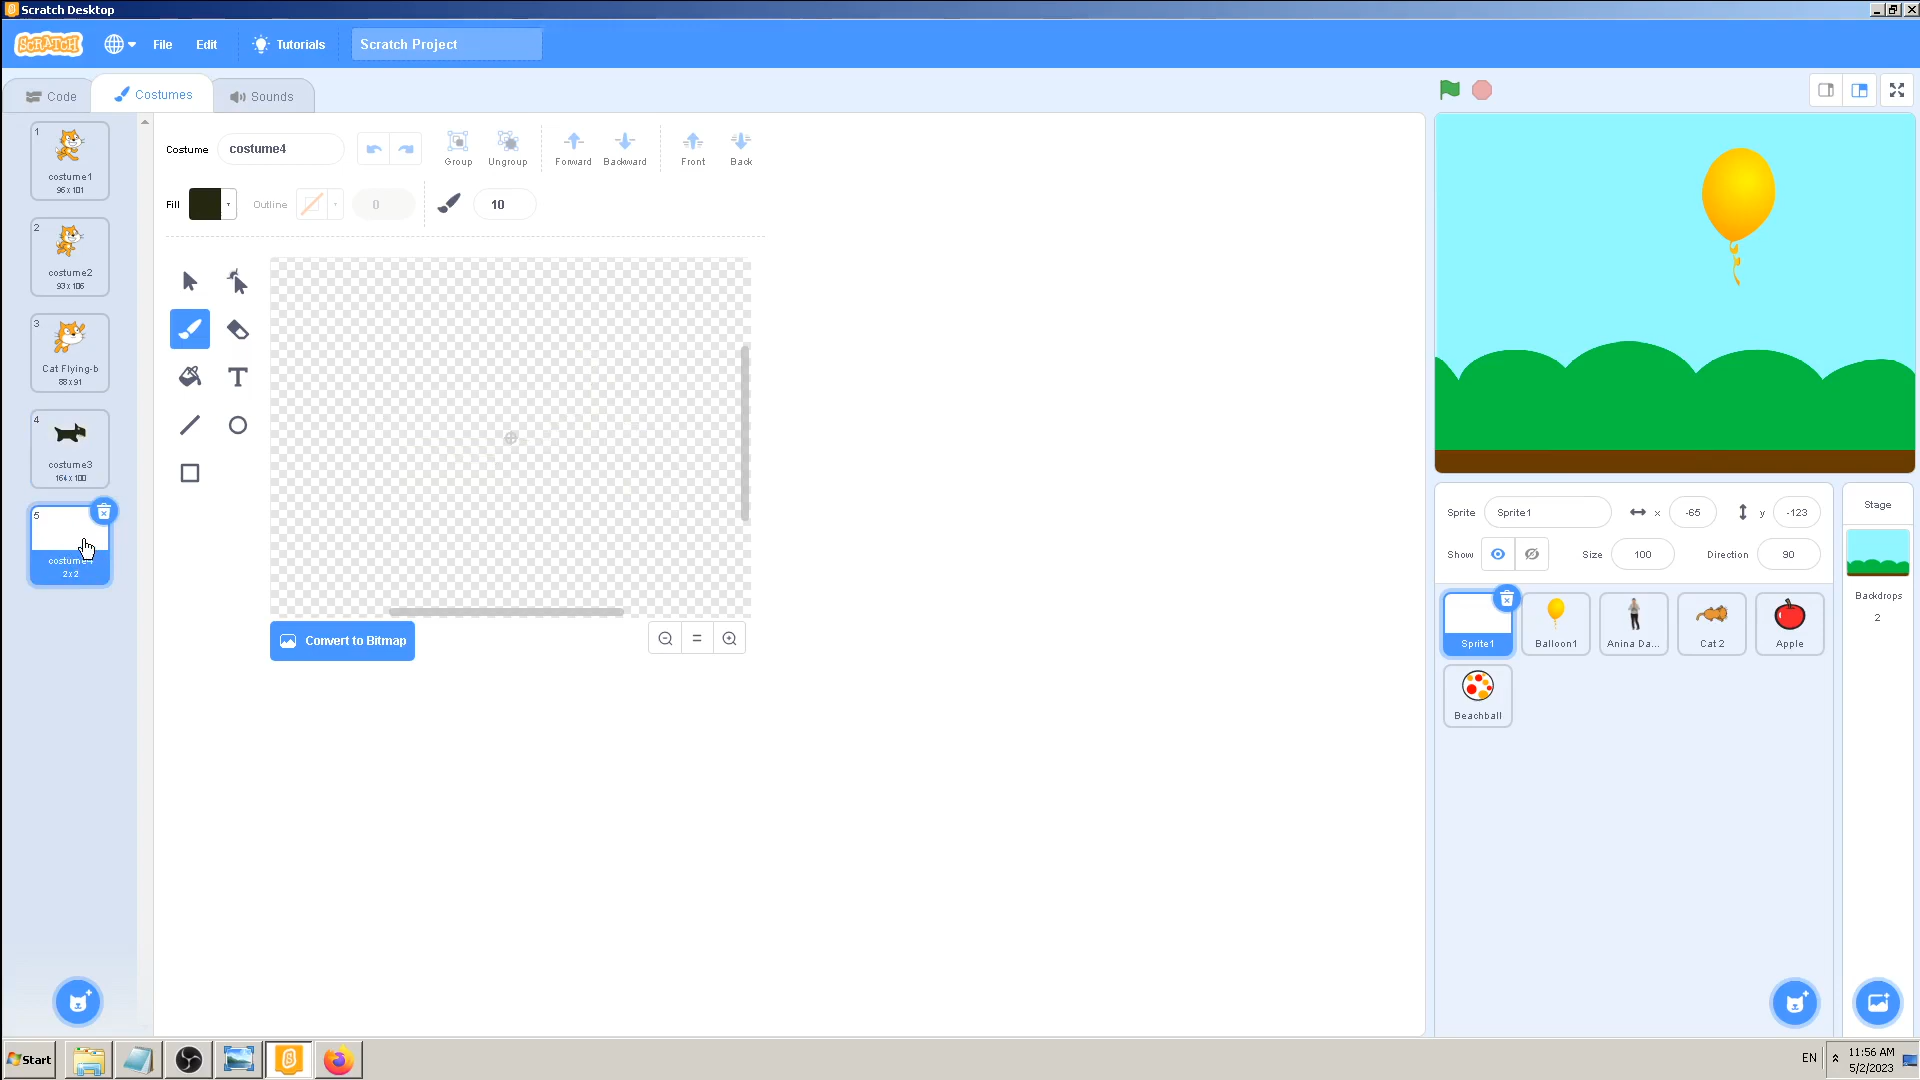 Scratch Desktop
SCRATCH
File
Edit
Tutorials
Scratch Project
Code
Costumes
Sounds
1
costume1
96 x 101
2
costume2
93 x 106
3
Cat Flying-b
88 x 91
4
costume3
164 x 100
5
costume4
2 x 2
Costume
costume4
Group
Ungroup
Forward
Backward
Front
Back
Fill
Outline
0
10
T
Convert to Bitmap
Sprite
Sprite1
x
-65
y
-123
Show
Size
100
Direction
90
Sprite1
Balloon1
Anina Da...
Cat 2
Apple
Beachball
Stage
Backdrops
2
Start
EN
11:56 AM
5/2/2023